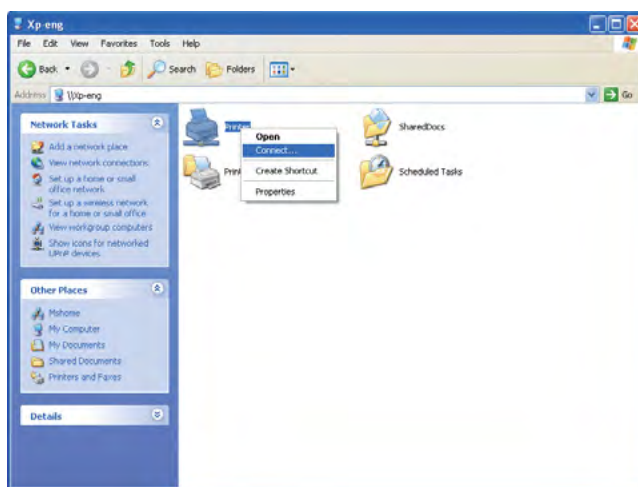 Xp-eng
File Edit View Favorites Tools Help
Back Search Folders
Address \\Xp-eng Go
Network Tasks
Add a network place
View network connections
Set up a home or small
office network
Set up a wireless network
for a home or small office
View workgroup computers
Show icons for networked
UPnP devices
Other Places
Mshome
My Computer
My Documents
Shared Documents
Printers and Faxes
Details
Printer
Open
Connect...
Create Shortcut
Properties
SharedDocs
Scheduled Tasks